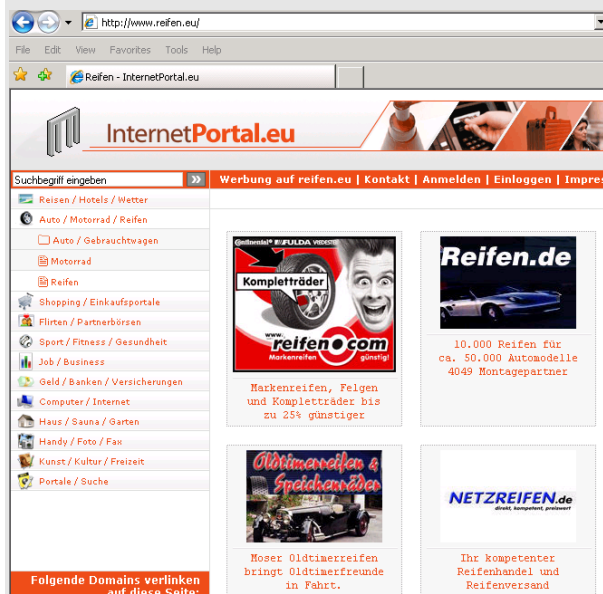 http://www.reifen.eu/
File Edit View Favorites Tools Help
Reifen - InternetPortal.eu
InternetPortal.eu
Suchbegriff eingeben
Werbung auf reifen.eu | Kontakt | Anmelden | Einloggen | Impres
Reisen / Hotels / Wetter
Auto / Motorrad / Reifen
Auto / Gebrauchtwagen
Motorrad
Reifen
Shopping / Einkaufsportale
Flirten / Partnerbörsen
Sport / Fitness / Gesundheit
Job / Business
Geld / Banken / Versicherungen
Computer / Internet
Haus / Sauna / Garten
Handy / Foto / Fax
Kunst / Kultur / Freizeit
Portale / Suche
Folgende Domains verlinken
auf diese Seite:
Continental FULDA VREDESTEIN
Kompletträder
www.
reifen.com
Markenreifen günstig!
Markenreifen, Felgen
und Kompletträder bis
zu 25% günstiger
Reifen.de
10.000 Reifen für
ca. 50.000 Automodelle
4049 Montagepartner
Oldtimerreifen &
Speichenräder
Moser Oldtimerreifen
bringt Oldtimerfreunde
in Fahrt.
NETZREIFEN.de
direkt, kompetent, preiswert
Ihr kompetenter
Reifenhandel und
Reifenversand